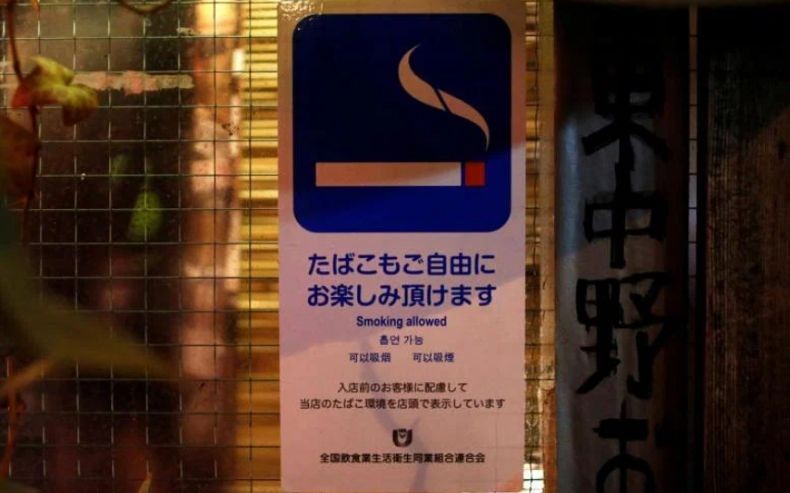 たばこもご自由に
お楽しみ頂けます
Smoking allowed
흡연 가능
可以吸烟 可以吸煙
入店前のお客様に配慮して
当店のたばこ環境を店頭で表示しています
全国飲食業生活衛生同業組合連合会
東中野お